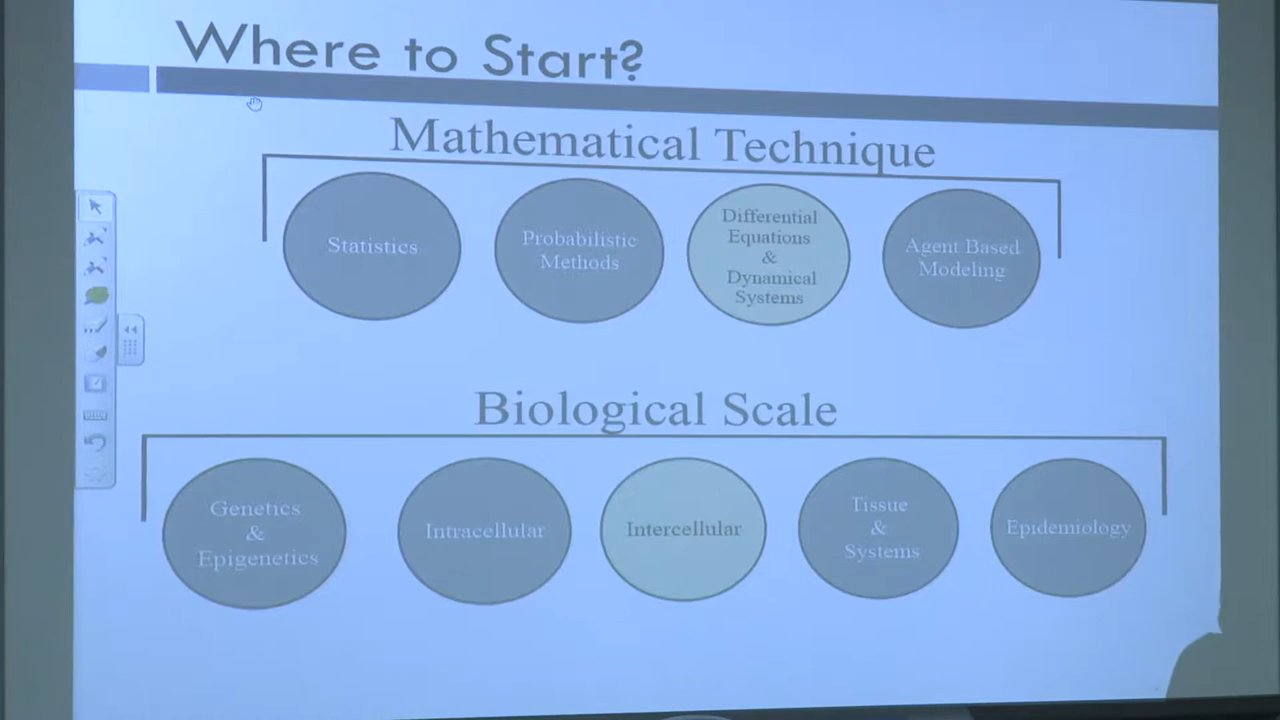 Where to Start?
Mathematical Technique
Statistics
Probabilistic
Methods
Differential
Equations
&
Dynamical
Systems
Agent Based
Modeling
Biological Scale
Genetics
&
Epigenetics
Intracellular
Intercellular
Tissue
&
Systems
Epidemiology